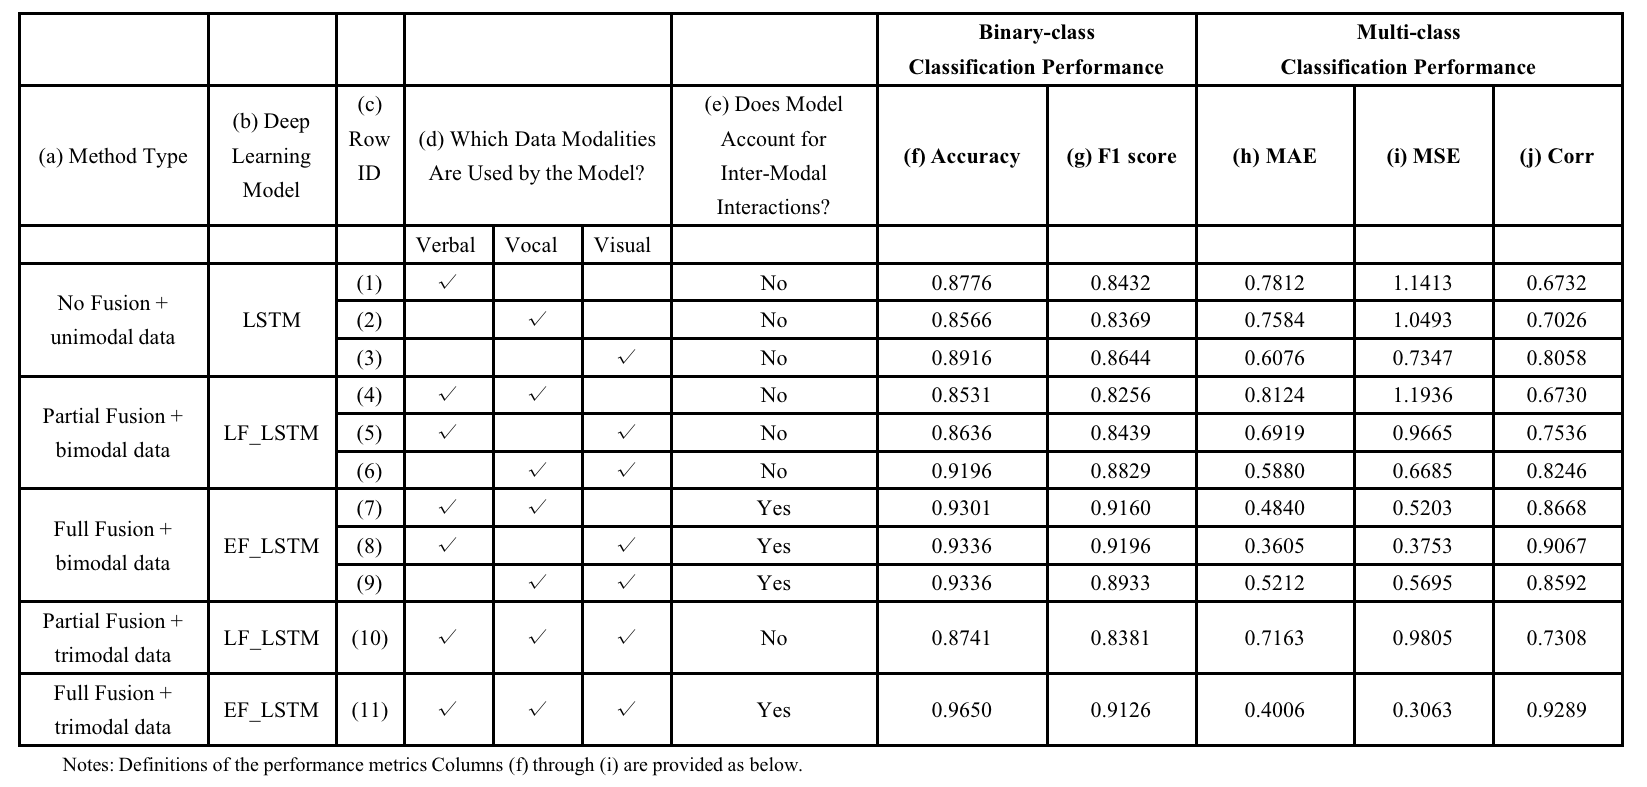 Binary-class
Classification Performance
Multi-class
Classification Performance
(a) Method Type
(b) Deep
Learning
Model
(c)
Row
ID
(d) Which Data Modalities
Are Used by the Model?
(e) Does Model
Account for
Inter-Modal
Interactions?
(f) Accuracy
(g) F1 score
(h) MAE
(i) MSE
(j) Corr
Verbal Vocal Visual
No Fusion +
unimodal data
LSTM
(1) ✓ No 0.8776 0.8432 0.7812 1.1413 0.6732
(2) ✓ No 0.8566 0.8369 0.7584 1.0493 0.7026
(3) ✓ No 0.8916 0.8644 0.6076 0.7347 0.8058
Partial Fusion +
bimodal data
LF_LSTM
(4) ✓ ✓ No 0.8531 0.8256 0.8124 1.1936 0.6730
(5) ✓ ✓ No 0.8636 0.8439 0.6919 0.9665 0.7536
(6) ✓ ✓ No 0.9196 0.8829 0.5880 0.6685 0.8246
Full Fusion +
bimodal data
EF_LSTM
(7) ✓ ✓ Yes 0.9301 0.9160 0.4840 0.5203 0.8668
(8) ✓ ✓ Yes 0.9336 0.9196 0.3605 0.3753 0.9067
(9) ✓ ✓ Yes 0.9336 0.8933 0.5212 0.5695 0.8592
Partial Fusion +
trimodal data
LF_LSTM (10) ✓ ✓ ✓ No 0.8741 0.8381 0.7163 0.9805 0.7308
Full Fusion +
trimodal data
EF_LSTM (11) ✓ ✓ ✓ Yes 0.9650 0.9126 0.4006 0.3063 0.9289
Notes: Definitions of the performance metrics Columns (f) through (i) are provided as below.